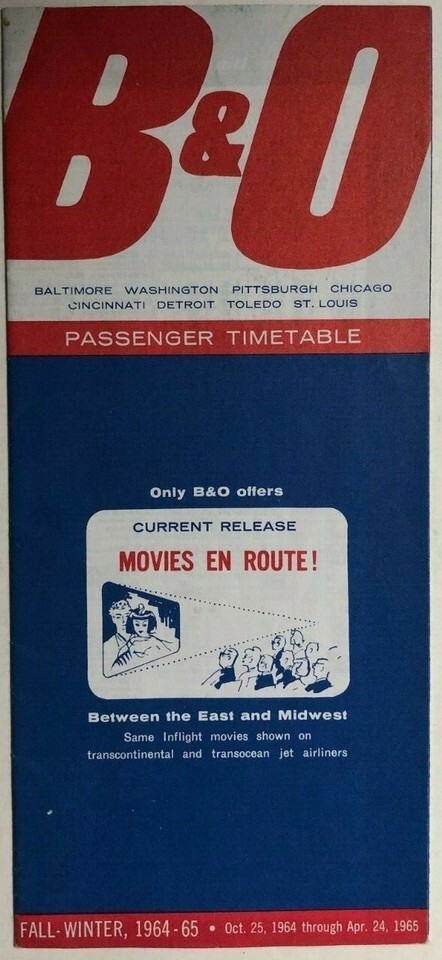 B&O
BALTIMORE WASHINGTON PITTSBURGH CHICAGO
CINCINNATI DETROIT TOLEDO ST. LOUIS
PASSENGER TIMETABLE
Only B&O offers
CURRENT RELEASE
MOVIES EN ROUTE!
Between the East and Midwest
Same Inflight movies shown on
transcontinental and transocean jet airliners
FALL-WINTER, 1964-65 • Oct. 25, 1964 through Apr. 24, 1965